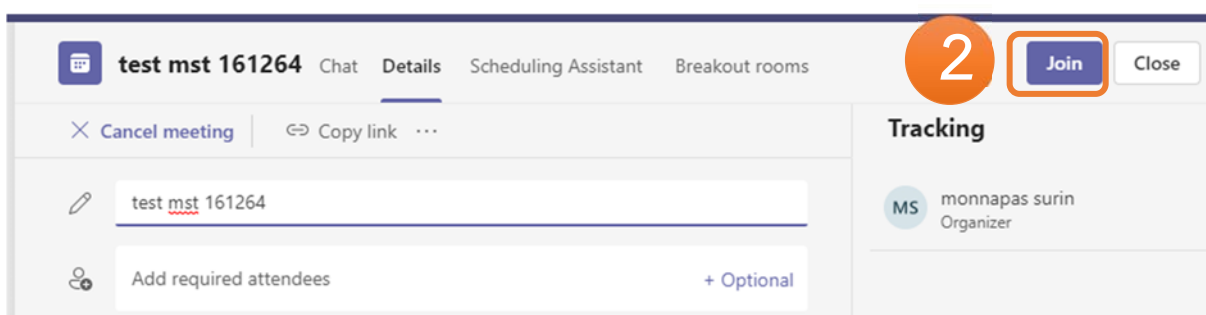 test mst 161264 Chat Details Scheduling Assistant Breakout rooms 2 Join Close
Cancel meeting Copy link ...
Tracking
test mst 161264
MS monnapas surin
Organizer
Add required attendees + Optional